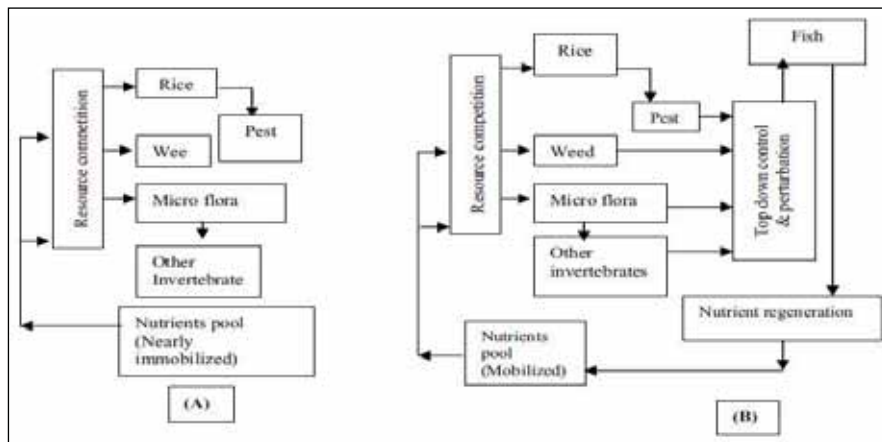 Resource competition
Rice
Pest
Wee
Micro flora
Other
Invertebrate
Nutrients pool
(Nearly
immobilized)
(A)
Resource competition
Rice
Pest
Weed
Micro flora
Other
invertebrates
Top down control
& perturbation
Fish
Nutrient regeneration
Nutrients
pool
(Mobilized)
(B)